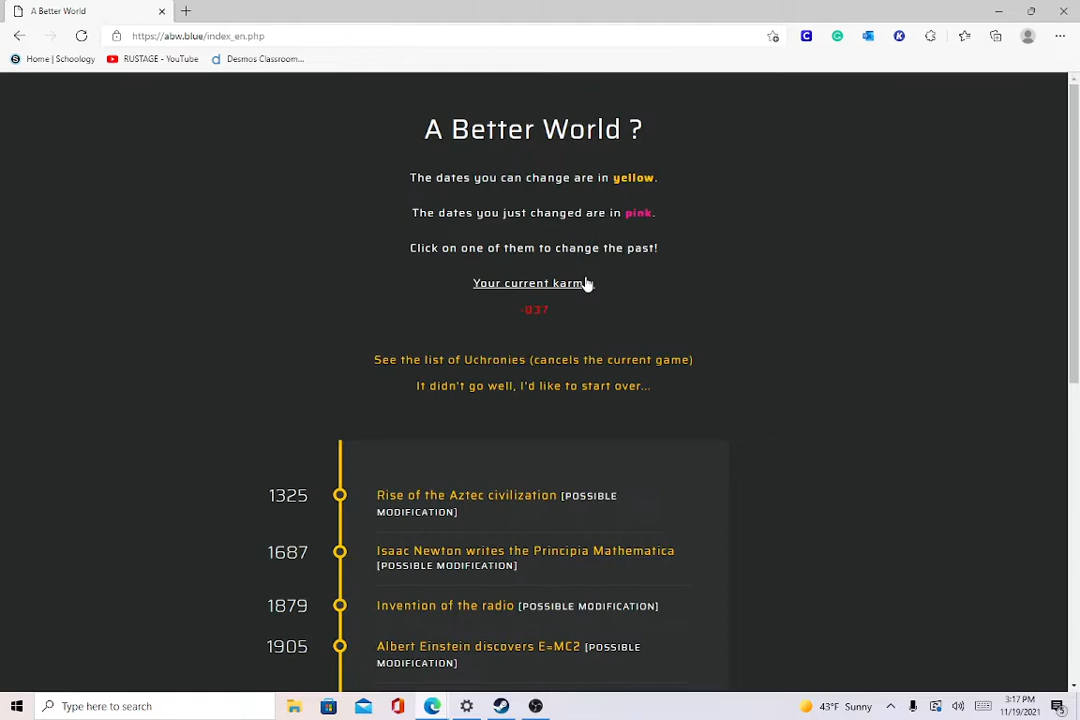 A Better World
https://abw.blue/index_en.php
Home | Schoology
RUSTAGE - YouTube
Desmos Classroom...
A Better World ?
The dates you can change are in yellow.
The dates you just changed are in pink.
Click on one of them to change the past!
Your current karm
-037
See the list of Uchronies (cancels the current game)
It didn't go well, I'd like to start over...
1325
Rise of the Aztec civilization [POSSIBLE
MODIFICATION]
1687
Isaac Newton writes the Principia Mathematica
[POSSIBLE MODIFICATION]
1879
Invention of the radio [POSSIBLE MODIFICATION]
1905
Albert Einstein discovers E=MC2 [POSSIBLE
MODIFICATION]
Type here to search
43°F Sunny
3:17 PM
11/19/2021